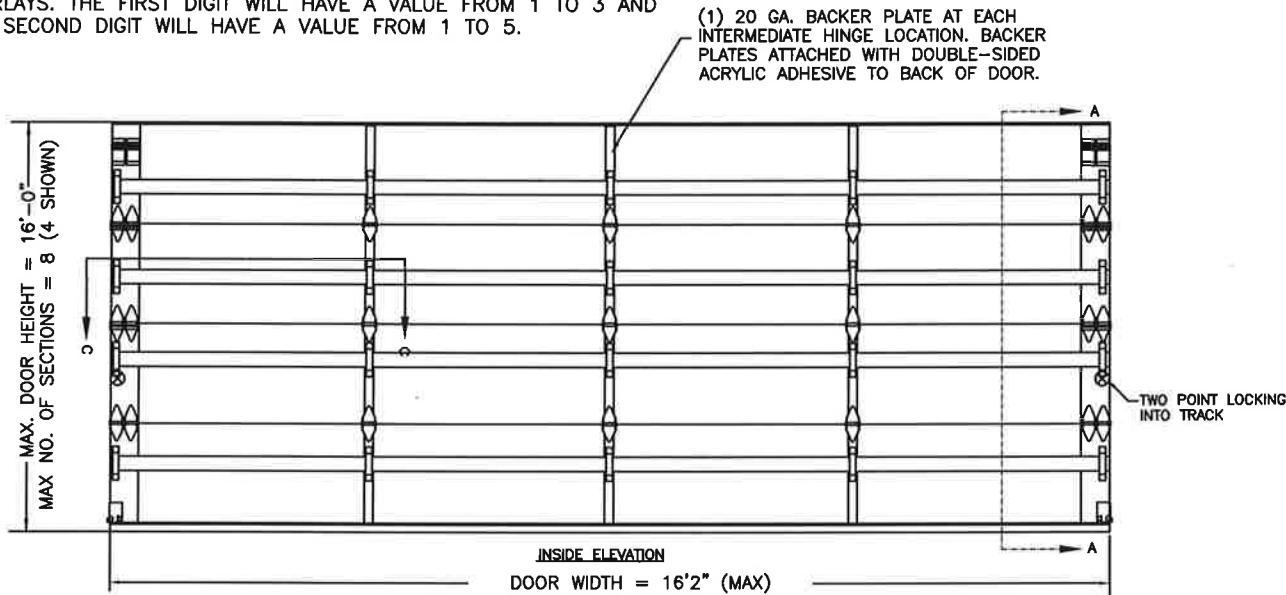 RLAYS. THE FIRST DIGIT WILL HAVE A VALUE FROM 1 TO 3 AND
SECOND DIGIT WILL HAVE A VALUE FROM 1 TO 5.
(1) 20 GA. BACKER PLATE AT EACH
INTERMEDIATE HINGE LOCATION. BACKER
PLATES ATTACHED WITH DOUBLE-SIDED
ACRYLIC ADHESIVE TO BACK OF DOOR.
A
MAX. DOOR HEIGHT = 16'-0"
MAX NO. OF SECTIONS = 8 (4 SHOWN)
C
C
TWO POINT LOCKING
INTO TRACK
A
INSIDE ELEVATION
DOOR WIDTH = 16'2" (MAX)